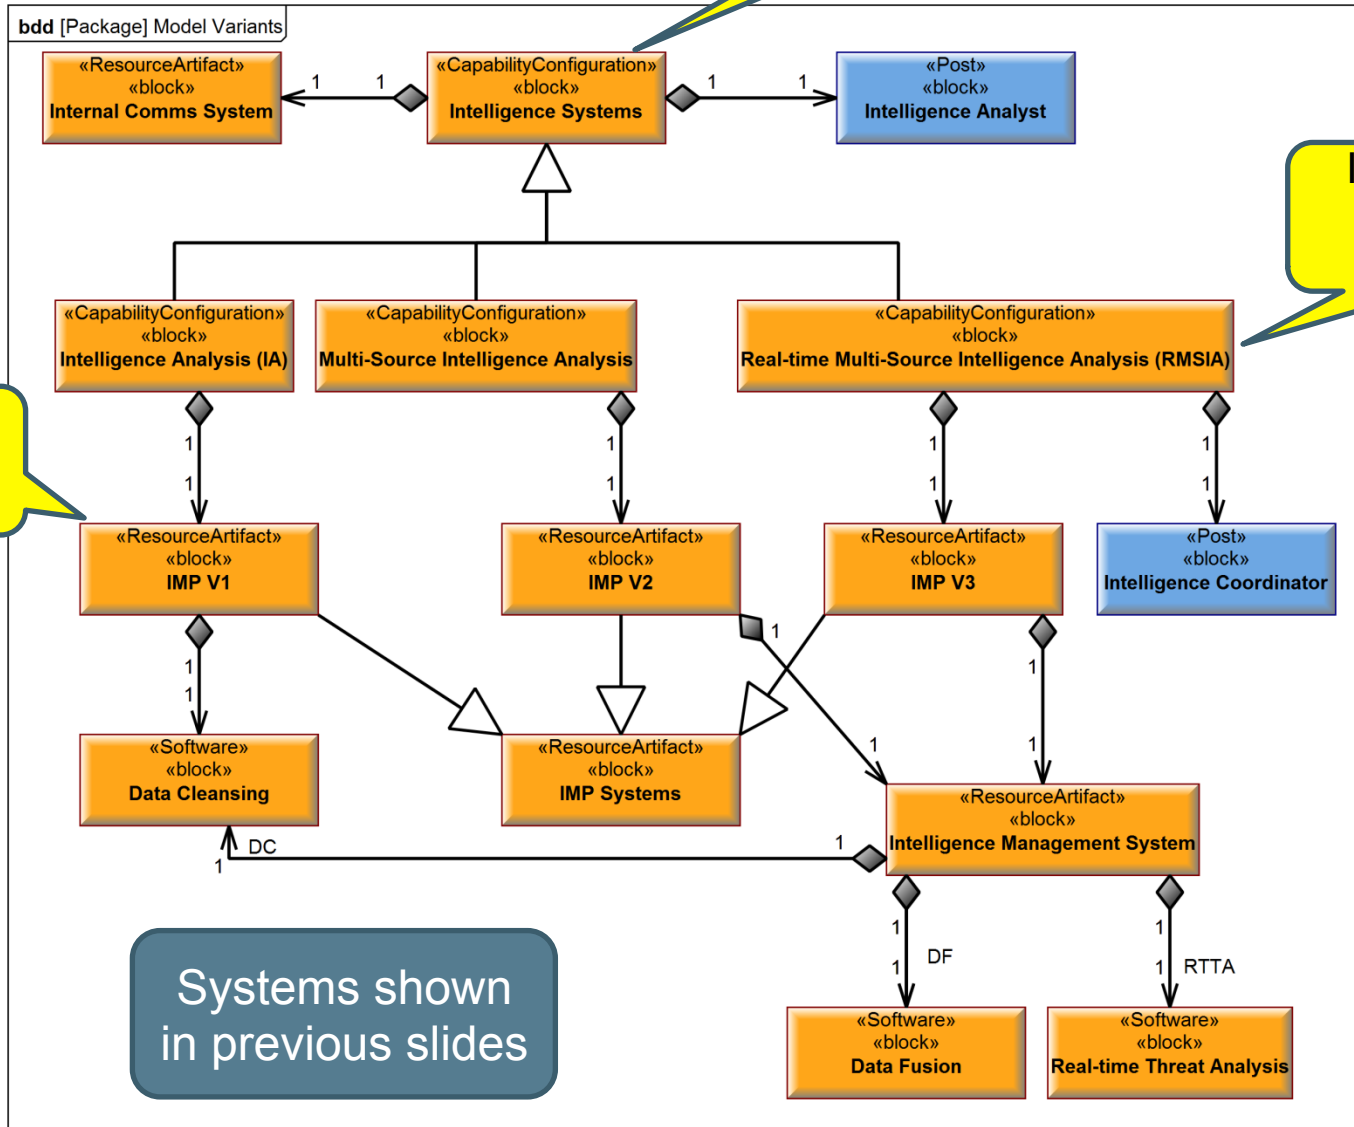 bdd [Package] Model Variants
«ResourceArtifact»
«block»
Internal Comms System
1
1
«CapabilityConfiguration»
«block»
Intelligence Systems
1
1
«Post»
«block»
Intelligence Analyst
«CapabilityConfiguration»
«block»
Intelligence Analysis (IA)
«CapabilityConfiguration»
«block»
Multi-Source Intelligence Analysis
«CapabilityConfiguration»
«block»
Real-time Multi-Source Intelligence Analysis (RMSIA)
1
1
1
1
1
1
1
1
«ResourceArtifact»
«block»
IMP V1
«ResourceArtifact»
«block»
IMP V2
«ResourceArtifact»
«block»
IMP V3
«Post»
«block»
Intelligence Coordinator
1
1
1
1
1
1
«Software»
«block»
Data Cleansing
«ResourceArtifact»
«block»
IMP Systems
«ResourceArtifact»
«block»
Intelligence Management System
1
DC
1
1
1
DF
1
1
RTTA
«Software»
«block»
Data Fusion
«Software»
«block»
Real-time Threat Analysis
Systems shown
in previous slides